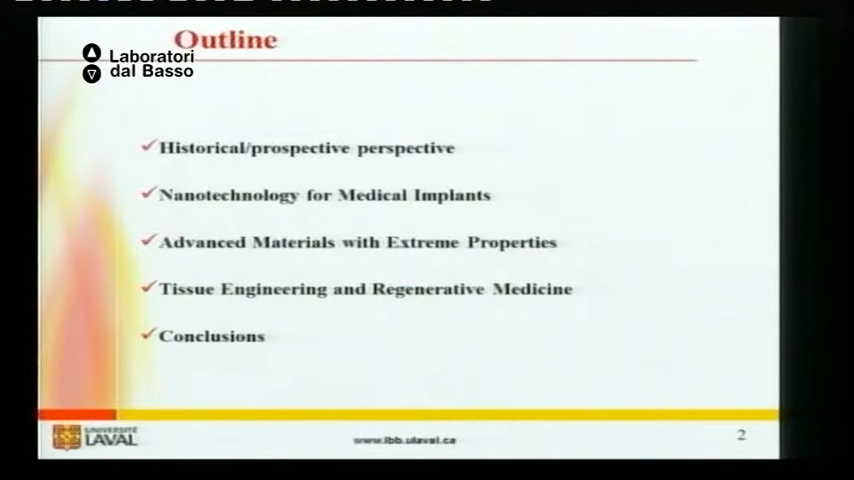 Outline
Laboratori
dal Basso
Historical/prospective perspective
Nanotechnology for Medical Implants
Advanced Materials with Extreme Properties
Tissue Engineering and Regenerative Medicine
Conclusions
UNIVERSITÉ
LAVAL
www.lbb.ulaval.ca
2